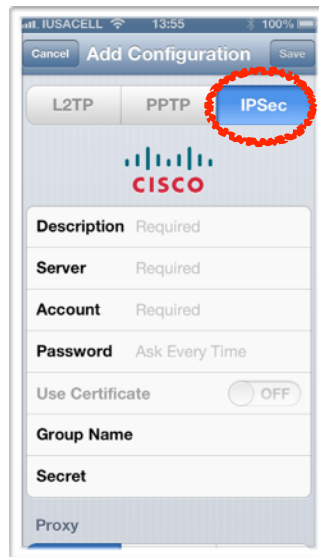 IUSACELL 13:55 100%
Cancel Add Configuration Save
L2TP PPTP IPSec
CISCO
Description Required
Server Required
Account Required
Password Ask Every Time
Use Certificate OFF
Group Name
Secret
Proxy